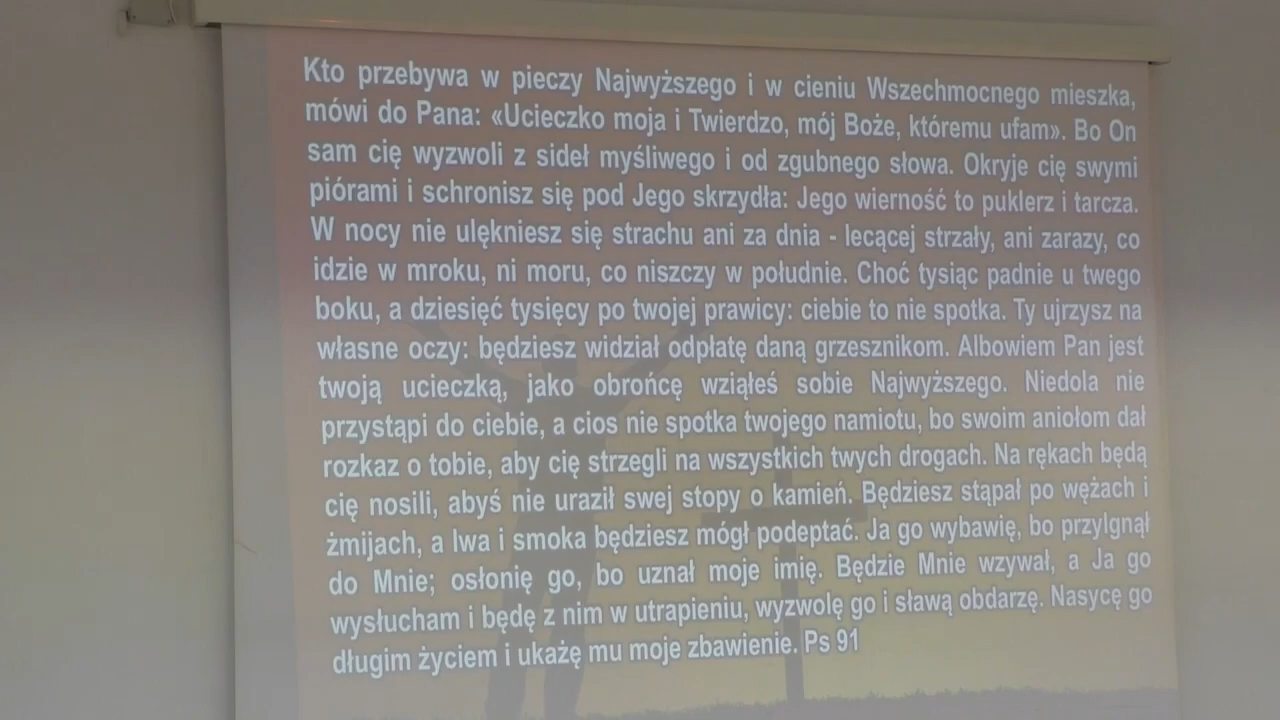 Kto przebywa w pieczy Najwyższego i w cieniu Wszechmocnego mieszka,
mówi do Pana: «Ucieczko moja i Twierdzo, mój Boże, któremu ufam». Bo On
sam cię wyzwoli z sideł myśliwego i od zgubnego słowa. Okryje cię swymi
piórami i schronisz się pod Jego skrzydła: Jego wierność to puklerz i tarcza.
W nocy nie ulękniesz się strachu ani za dnia - lecącej strzały, ani zarazy, co
idzie w mroku, ni moru, co niszczy w południe. Choć tysiąc padnie u twego
boku, a dziesięć tysięcy po twojej prawicy: ciebie to nie spotka. Ty ujrzysz na
własne oczy: będziesz widział odpłatę daną grzesznikom. Albowiem Pan jest
twoją ucieczką, jako obrońcę wziąłeś sobie Najwyższego. Niedola nie
przystąpi do ciebie, a cios nie spotka twojego namiotu, bo swoim aniołom dał
rozkaz o tobie, aby cię strzegli na wszystkich twych drogach. Na rękach będą
cię nosili, abyś nie uraził swej stopy o kamień. Będziesz stąpał po wężach i
żmijach, a lwa i smoka będziesz mógł podeptać. Ja go wybawię, bo przylgnął
do Mnie; osłonię go, bo uznał moje imię. Będzie Mnie wzywał, a Ja go
wysłucham i będę z nim w utrapieniu, wyzwolę go i sławą obdarzę. Nasycę go
długim życiem i ukażę mu moje zbawienie. Ps 91